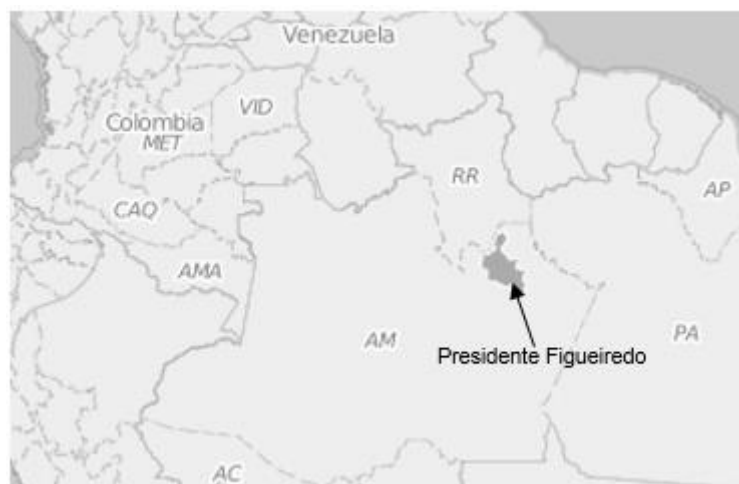 Venezuela
VID
Colombia
MET
RR
AP
CAQ
AMA
AM
PA
Presidente Figueiredo
AC